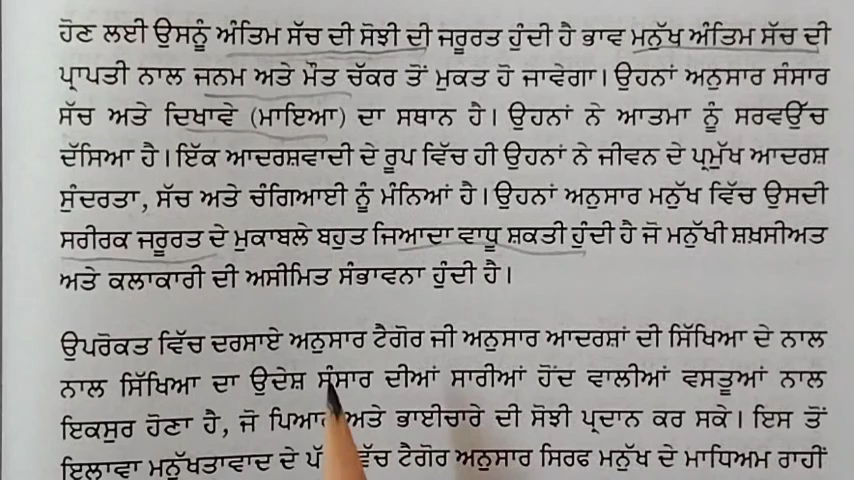 ਹੋਣ ਲਈ ਉਸਨੂੰ ਅੰਤਿਮ ਸੱਚ ਦੀ ਸੋਝੀ ਦੀ ਜਰੂਰਤ ਹੁੰਦੀ ਹੈ ਭਾਵ ਮਨੁੱਖ ਅੰਤਿਮ ਸੱਚ ਦੀ
ਪ੍ਰਾਪਤੀ ਨਾਲ ਜਨਮ ਅਤੇ ਮੌਤ ਚੱਕਰ ਤੋਂ ਮੁਕਤ ਹੋ ਜਾਵੇਗਾ। ਉਹਨਾਂ ਅਨੁਸਾਰ ਸੰਸਾਰ
ਸੱਚ ਅਤੇ ਦਿਖਾਵੇ (ਮਾਇਆ) ਦਾ ਸਥਾਨ ਹੈ। ਉਹਨਾਂ ਨੇ ਆਤਮਾ ਨੂੰ ਸਰਵਉੱਚ
ਦੱਸਿਆ ਹੈ। ਇੱਕ ਆਦਰਸ਼ਵਾਦੀ ਦੇ ਰੂਪ ਵਿੱਚ ਹੀ ਉਹਨਾਂ ਨੇ ਜੀਵਨ ਦੇ ਪ੍ਰਮੁੱਖ ਆਦਰਸ਼
ਸੁੰਦਰਤਾ, ਸੱਚ ਅਤੇ ਚੰਗਿਆਈ ਨੂੰ ਮੰਨਿਆਂ ਹੈ। ਉਹਨਾਂ ਅਨੁਸਾਰ ਮਨੁੱਖ ਵਿੱਚ ਉਸਦੀ
ਸਰੀਰਕ ਜਰੂਰਤ ਦੇ ਮੁਕਾਬਲੇ ਬਹੁਤ ਜਿਆਦਾ ਵਾਧੂ ਸ਼ਕਤੀ ਹੁੰਦੀ ਹੈ ਜੋ ਮਨੁੱਖੀ ਸ਼ਖ਼ਸੀਅਤ
ਅਤੇ ਕਲਾਕਾਰੀ ਦੀ ਅਸੀਮਿਤ ਸੰਭਾਵਨਾ ਹੁੰਦੀ ਹੈ।
ਉਪਰੋਕਤ ਵਿੱਚ ਦਰਸਾਏ ਅਨੁਸਾਰ ਟੈਗੋਰ ਜੀ ਅਨੁਸਾਰ ਆਦਰਸ਼ਾਂ ਦੀ ਸਿੱਖਿਆ ਦੇ ਨਾਲ
ਨਾਲ ਸਿੱਖਿਆ ਦਾ ਉਦੇਸ਼ ਸੰਸਾਰ ਦੀਆਂ ਸਾਰੀਆਂ ਹੋਂਦ ਵਾਲੀਆਂ ਵਸਤੂਆਂ ਨਾਲ
ਇਕਸੁਰ ਹੋਣਾ ਹੈ, ਜੋ ਅਤੇ ਭਾਈਚਾਰੇ ਦੀ ਸੋਝੀ ਪ੍ਰਦਾਨ ਕਰ ਸਕੇ। ਇਸ ਤੋਂ
ਇਲਾਵਾ ਮਨੁੱਖਤਾਵਾਦ ਦੇ ਟੈਗੋਰ ਅਨੁਸਾਰ ਸਿਰਫ ਮਨੁੱਖ ਦੇ ਮਾਧਿਅਮ ਰਾਹੀਂ